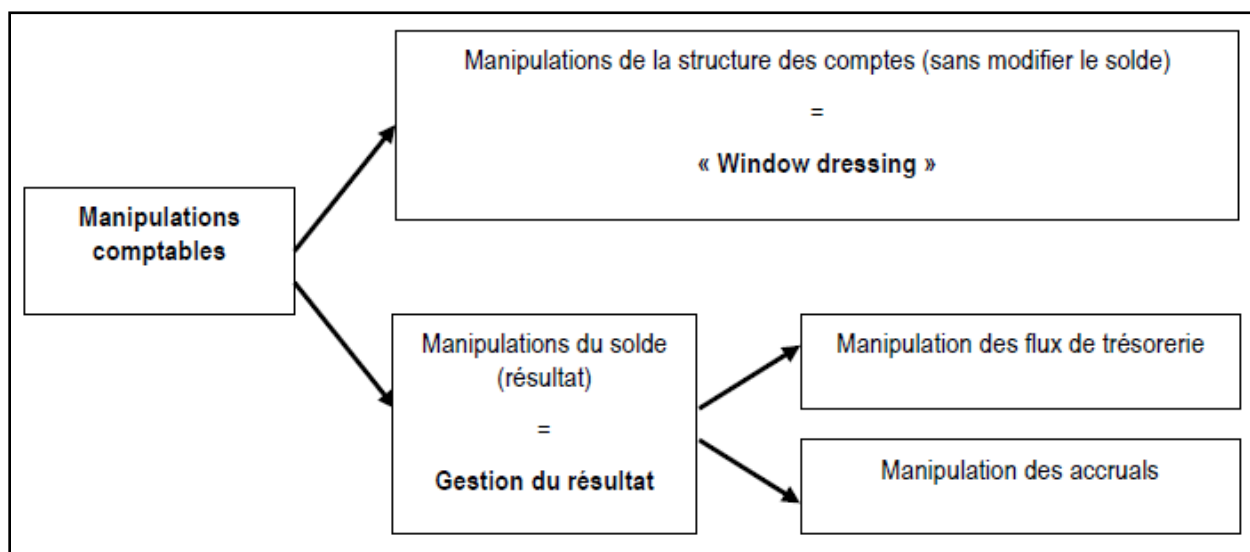 Manipulations de la structure des comptes (sans modifier le solde)
=
« Window dressing »
Manipulations
comptables
Manipulations du solde
(résultat)
=
Gestion du résultat
Manipulation des flux de trésorerie
Manipulation des accruals